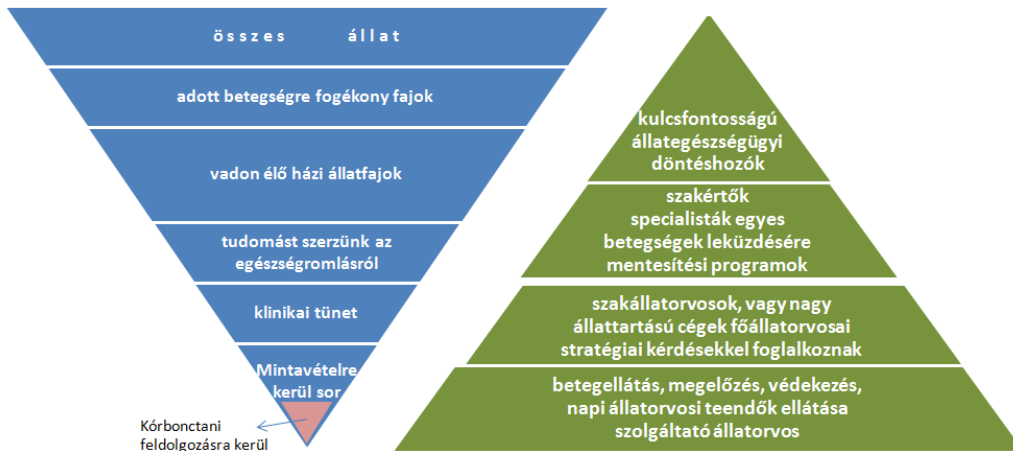 ö s s z e s á l l a t
adott betegségre fogékony fajok
vadon élő házi állatfajok
tudomást szerzünk az
egészségromlásról
klinikai tünet
Mintavételre
kerül sor
Kórbonctani
feldolgozásra kerül
kulcsfontosságú
állategészségügyi
döntéshozók
szakértők
specialisták egyes
betegségek leküzdésére
mentesítési programok
szakállatorvosok, vagy nagy
állattartású cégek főállatorvosai
stratégiai kérdésekkel foglalkoznak
betegellátás, megelőzés, védekezés,
napi állatorvosi teendők ellátása
szolgáltató állatorvos